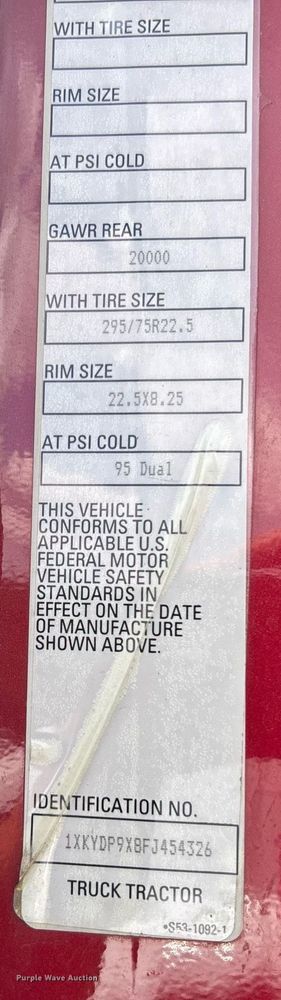 WITH TIRE SIZE
RIM SIZE
AT PSI COLD
GAWR REAR
20000
WITH TIRE SIZE
295/75R22.5
RIM SIZE
22.5X8.25
AT PSI COLD
95 Dual
THIS VEHICLE
CONFORMS TO ALL
APPLICABLE U.S.
FEDERAL MOTOR
VEHICLE SAFETY
STANDARDS IN
EFFECT ON THE DATE
OF MANUFACTURE
SHOWN ABOVE.
IDENTIFICATION NO.
1XKYDP9XBFJ454326
TRUCK TRACTOR
•S53-1092-1
Purple Wave Auction